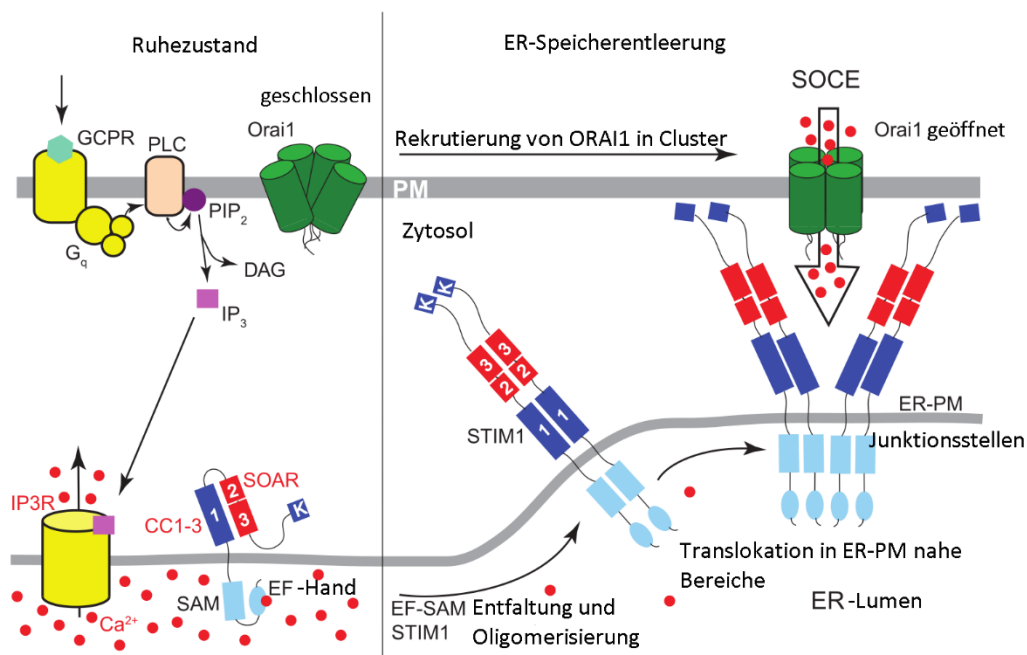 Ruhezustand
ER-Speicherentleerung
SOCE
geschlossen
GCPR
PLC
Orai1
Rekrutierung von ORAI1 in Cluster
Orai1 geöffnet
PM
PIP2
Gq
Zytosol
DAG
IP3
K
K
3
3
2
2
1
1
STIM1
ER-PM
Junktionsstellen
IP3R
SOAR
CC1-3
1
2
3
K
Translokation in ER-PM nahe
Bereiche
EF-Hand
SAM
Ca2+
EF-SAM
STIM1
Entfaltung und
Oligomerisierung
ER-Lumen